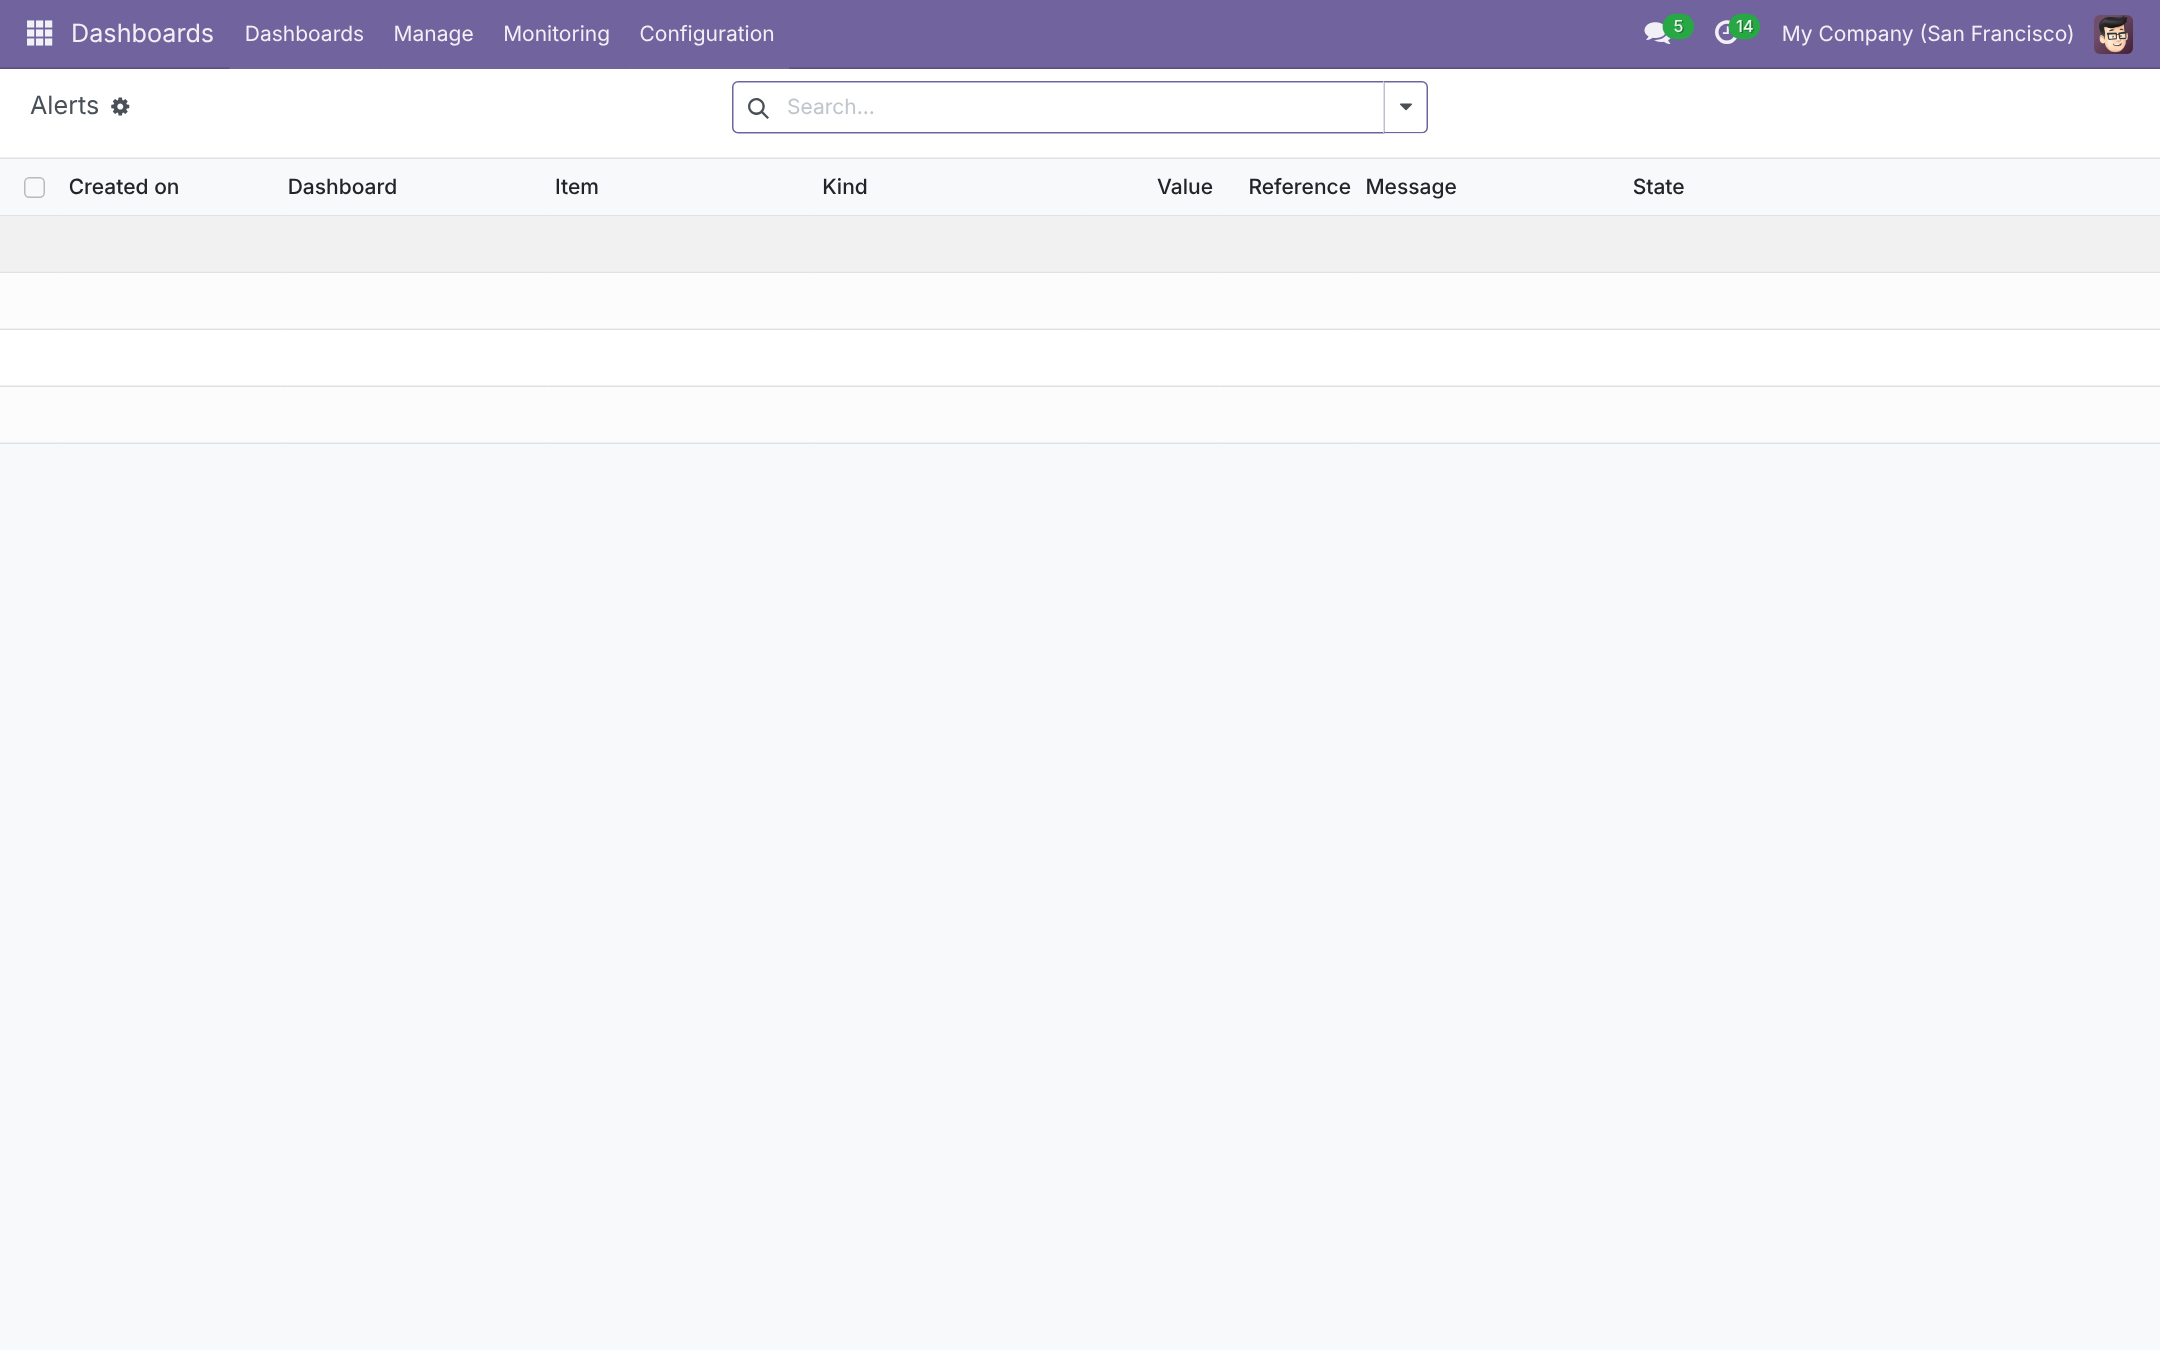 Dashboards Dashboards Manage Monitoring Configuration 5 14 My Company (San Francisco)
Alerts Search...
Created on Dashboard Item Kind Value Reference Message State